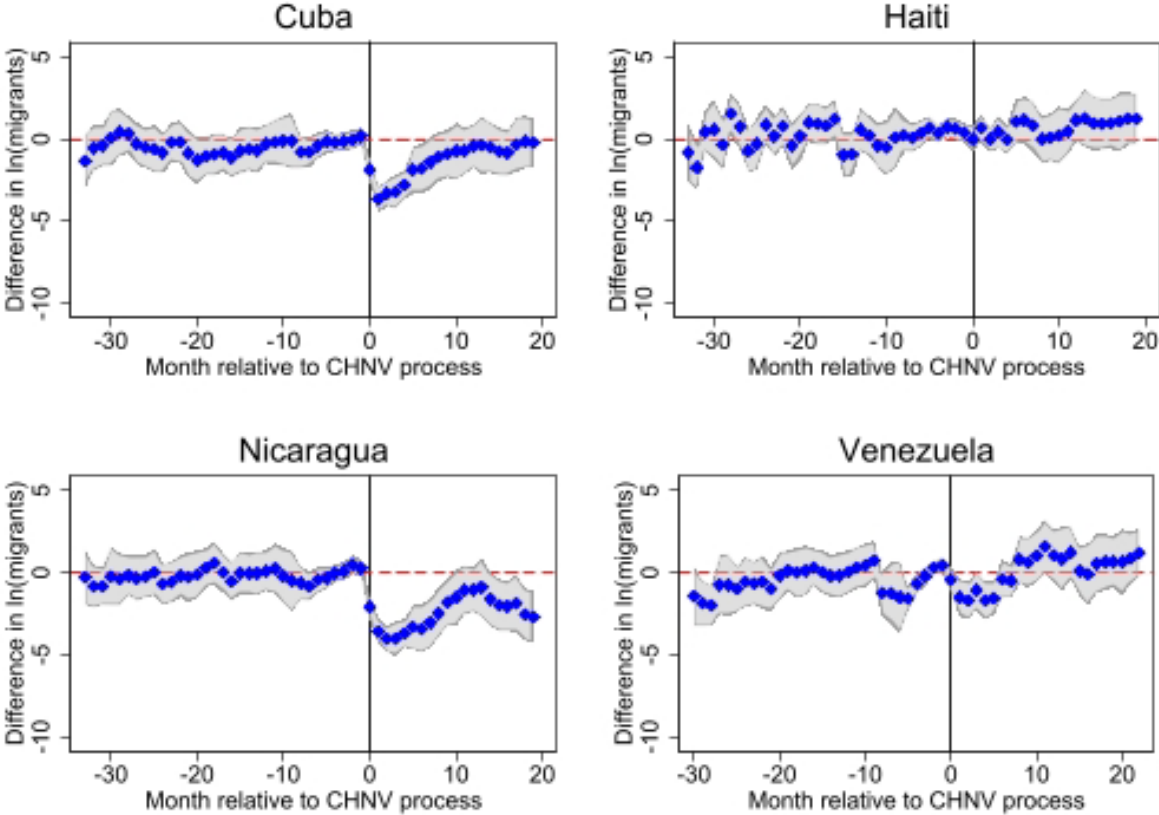 Cuba
Difference in ln(migrants)
5
0
-5
-10
-30 -20 -10 0 10 20
Month relative to CHNV process
Haiti
Difference in ln(migrants)
5
0
-5
-10
-30 -20 -10 0 10 20
Month relative to CHNV process
Nicaragua
Difference in ln(migrants)
5
0
-5
-10
-30 -20 -10 0 10 20
Month relative to CHNV process
Venezuela
Difference in ln(migrants)
5
0
-5
-10
-30 -20 -10 0 10 20
Month relative to CHNV process